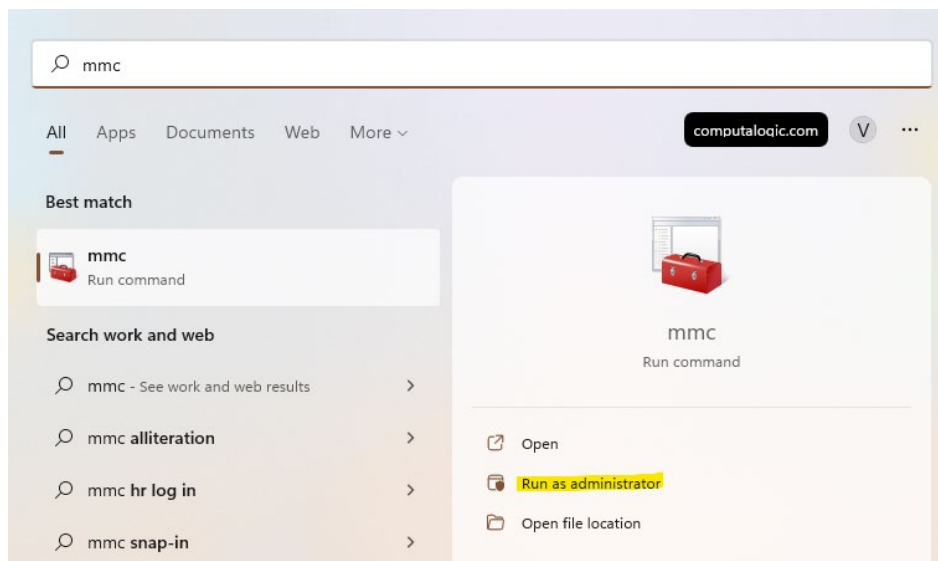 mmc
All Apps Documents Web More
computalogic.com
V
...
Best match
mmc
Run command
Search work and web
mmc - See work and web results
mmc alliteration
mmc hr log in
mmc snap-in
mmc
Run command
Open
Run as administrator
Open file location